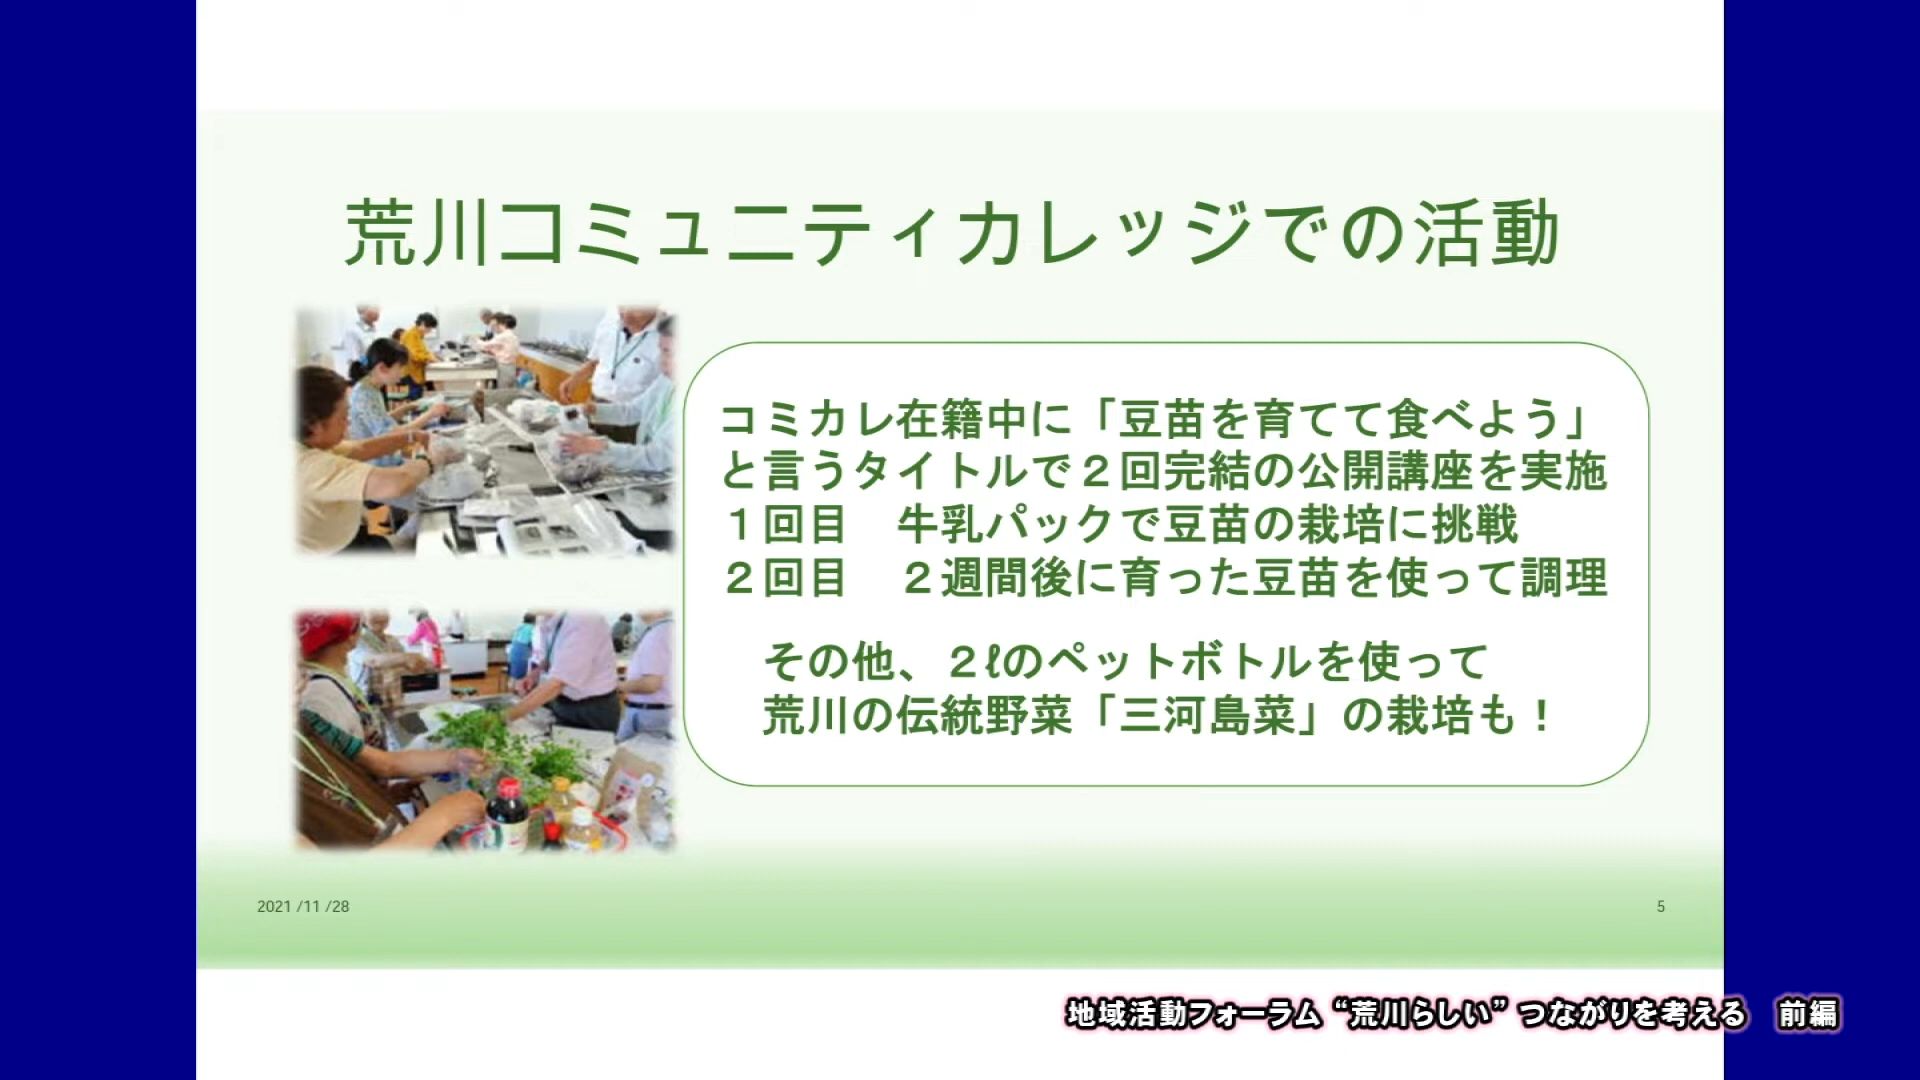 荒川コミュニティカレッジでの活動
コミカレ在籍中に「豆苗を育てて食べよう」
と言うタイトルで２回完結の公開講座を実施
１回目　牛乳パックで豆苗の栽培に挑戦
２回目　２週間後に育った豆苗を使って調理
その他、２ℓのペットボトルを使って
荒川の伝統野菜「三河島菜」の栽培も！
2021 /11 /28
5
地域活動フォーラム “荒川らしい” つながりを考える　前編